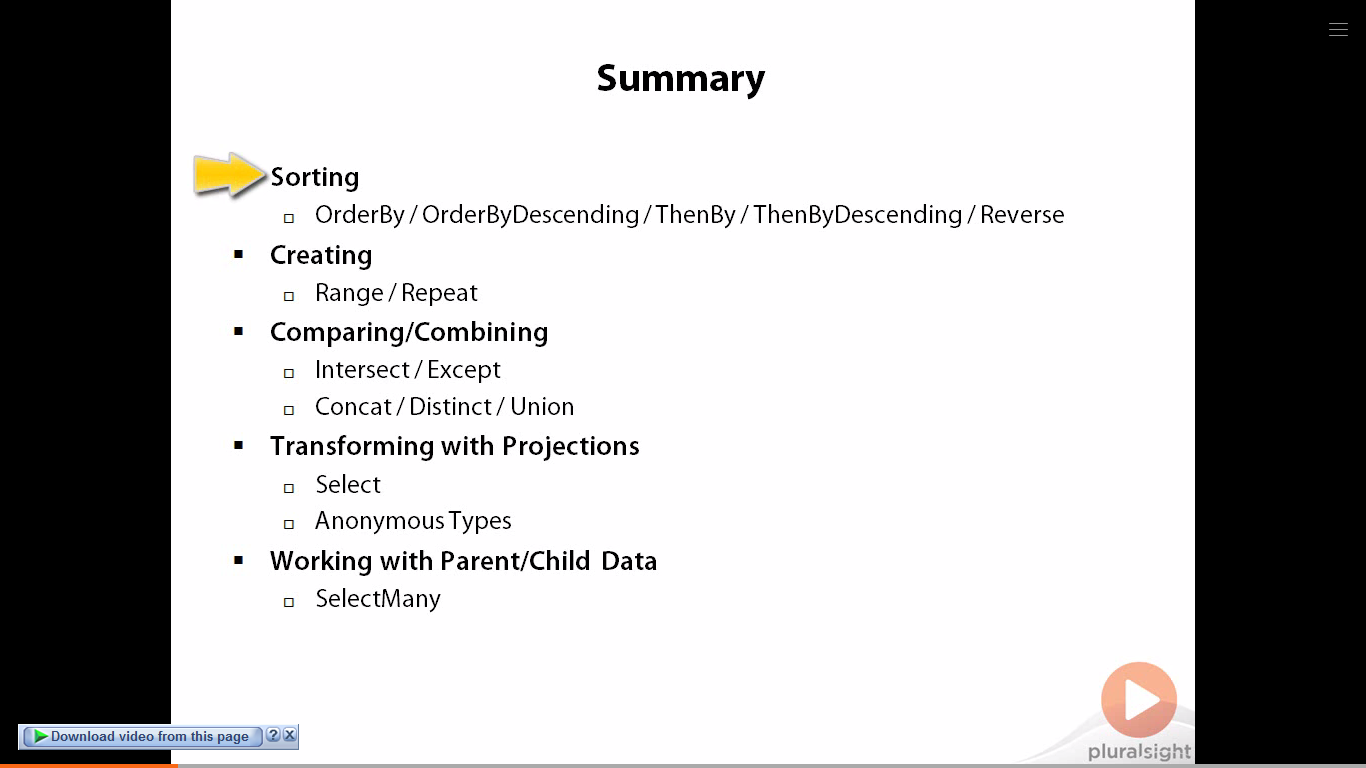 Summary
Sorting
OrderBy / OrderByDescending / ThenBy / ThenByDescending / Reverse
Creating
Range / Repeat
Comparing/Combining
Intersect / Except
Concat / Distinct / Union
Transforming with Projections
Select
Anonymous Types
Working with Parent/Child Data
SelectMany
pluralsight
Download video from this page ? X